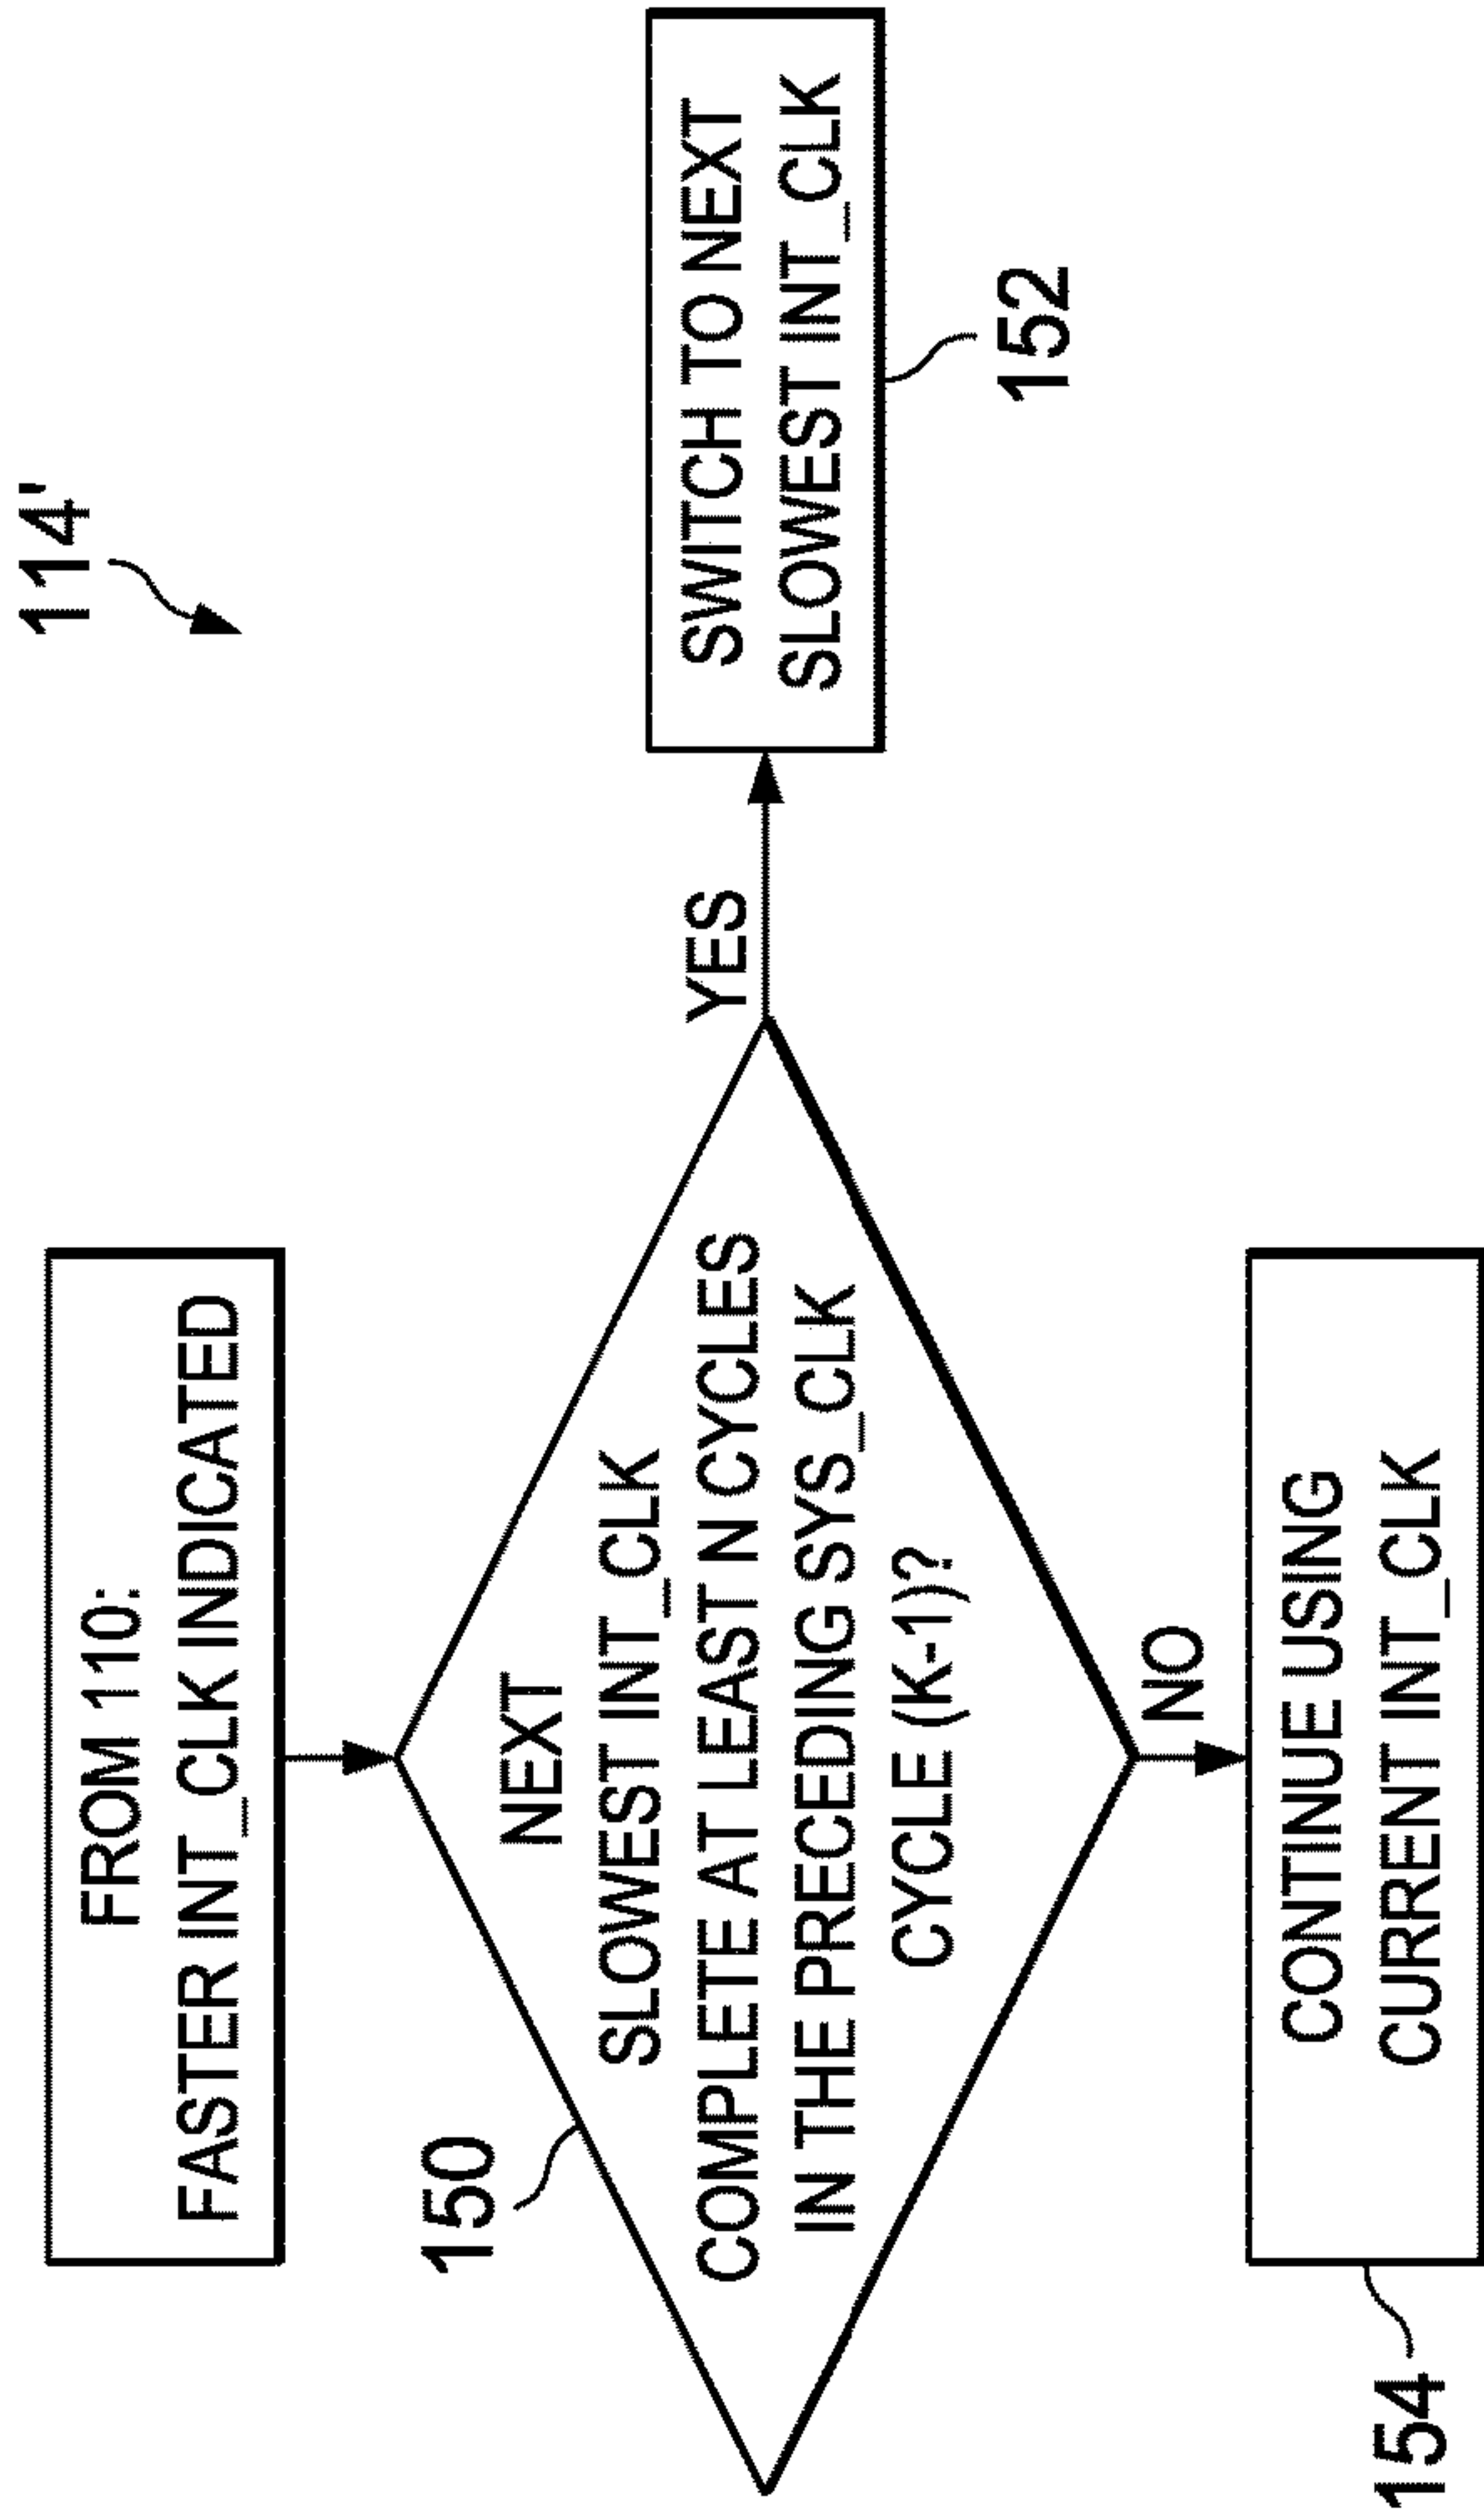 114'
FROM 110:
FASTER INT_CLK INDICATED
150
NEXT
SLOWEST INT_CLK
COMPLETE AT LEAST N CYCLES
IN THE PRECEDING SYS_CLK
CYCLE (K-1)?
YES
SWITCH TO NEXT
SLOWEST INT_CLK
152
NO
CONTINUE USING
CURRENT INT_CLK
154